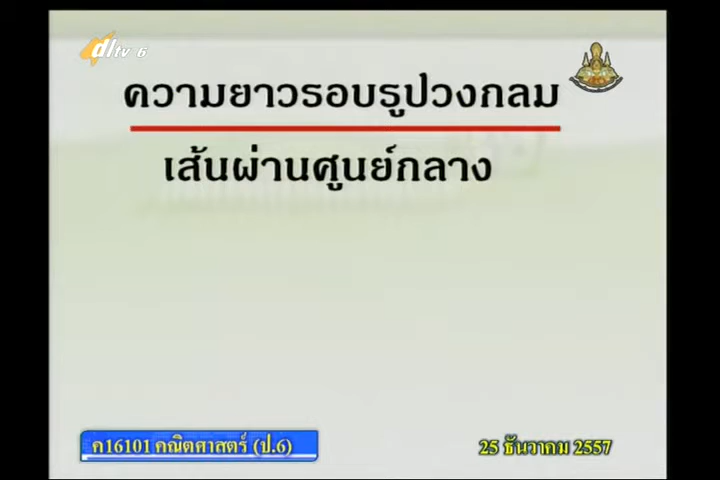 dltv-6
ความยาวรอบรูปวงกลม
เส้นผ่านศูนย์กลาง
ค16101 คณิตศาสตร์ (ป.6)
25 ธันวาคม 2557